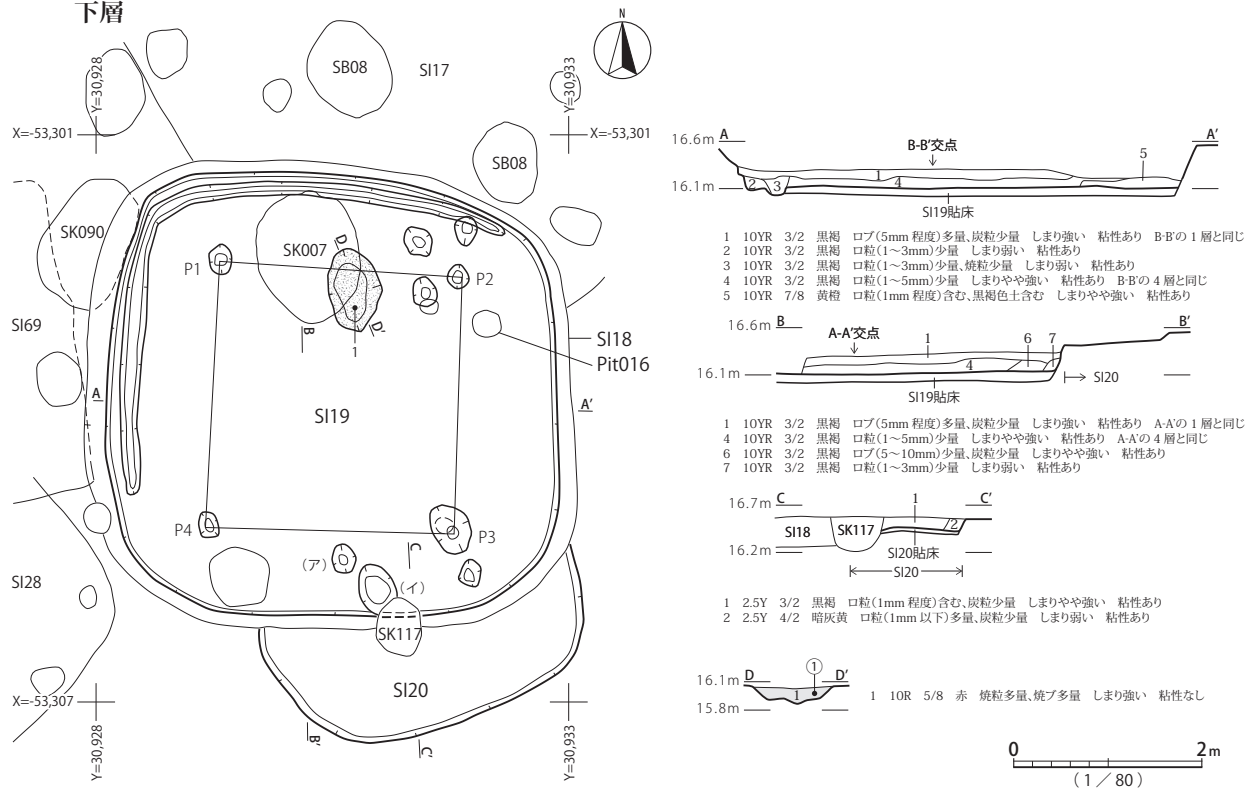 下層
N
Y=30,928
SB08
SI17
Y=30,933
X=-53,301
X=-53,301
SB08
SK090
SK007
D
P1
P2
D'
B
1
SI69
SI18
Pit016
A
A'
SI19
P4
P3
C
(ア)
(イ)
SI28
SK117
SI20
X=-53,307
Y=30,928
B'
C'
Y=30,933
16.6m A A'
B-B'交点
1 5
2 3 4
16.1m
SI19貼床
1 10YR 3/2 黒褐 ロブ(5mm 程度)多量、炭粒少量 しまり強い 粘性あり B-B'の 1 層と同じ
2 10YR 3/2 黒褐 ロ粒(1〜3mm)少量 しまり弱い 粘性あり
3 10YR 3/2 黒褐 ロ粒(1〜3mm)少量、焼粒少量 しまり弱い 粘性あり
4 10YR 3/2 黒褐 ロ粒(1〜5mm)少量 しまりやや強い 粘性あり B-B'の 4 層と同じ
5 10YR 7/8 黄橙 ロ粒(1mm 程度)含む、黒褐色土含む しまりやや強い 粘性あり
16.6m B B'
A-A'交点 1 6 7
4
16.1m
SI20
SI19貼床
1 10YR 3/2 黒褐 ロブ(5mm 程度)多量、炭粒少量 しまり強い 粘性あり A-A'の 1 層と同じ
4 10YR 3/2 黒褐 ロ粒(1〜5mm)少量 しまりやや強い 粘性あり A-A'の 4 層と同じ
6 10YR 3/2 黒褐 ロブ(5〜10mm)少量、炭粒少量 しまりやや強い 粘性あり
7 10YR 3/2 黒褐 ロ粒(1〜3mm)少量 しまり弱い 粘性あり
16.7m C 1 C'
SI18 SK117 2
16.2m SI20貼床
SI20
1 2.5Y 3/2 黒褐 ロ粒(1mm 程度)含む、炭粒少量 しまりやや強い 粘性あり
2 2.5Y 4/2 暗灰黄 ロ粒(1mm 以下)多量、炭粒少量 しまり弱い 粘性あり
16.1m D ① D'
1
15.8m
1 10R 5/8 赤 焼粒多量、焼ブ多量 しまり強い 粘性なし
0 2m
(1/80)